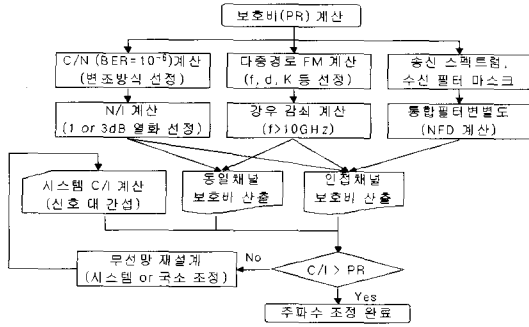 보호비(PR) 계산
C/N (BER=10⁻⁶)계산
(변조방식 선정)
다중경로 FM 계산
(f, d, K 등 선정)
송신 스펙트럼,
수신 필터 마스크
N/I 계산
(1 or 3dB 열화 선정)
강우 감쇠 계산
(f>10GHz)
통합필터변별도
(NFD 계산)
시스템 C/I 계산
(신호 대 간섭)
동일채널
보호비 산출
인접채널
보호비 산출
무선망 재설계
(시스템 or 국소 조정)
No
C/I > PR
Yes
주파수 조정 완료